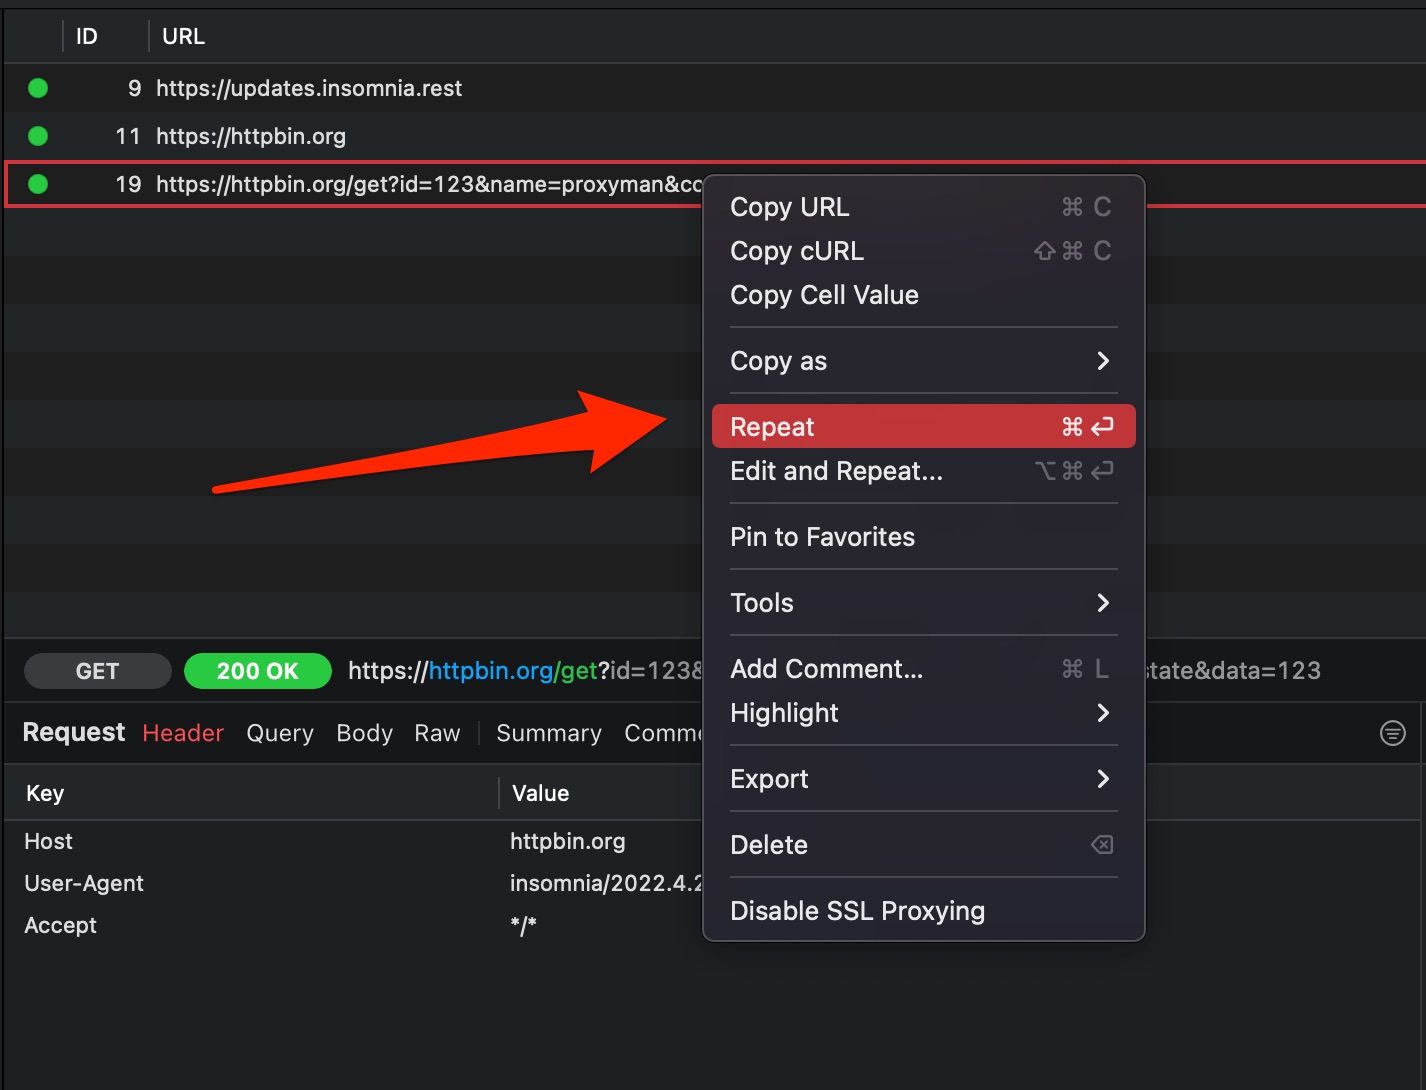 ID URL
9 https://updates.insomnia.rest
11 https://httpbin.org
19 https://httpbin.org/get?id=123&name=proxyman&co
Copy URL ⌘ C
Copy cURL ⇧⌘ C
Copy Cell Value
Copy as
Repeat ⌘ ↩
Edit and Repeat... ⌥⌘ ↩
Pin to Favorites
Tools
Add Comment... ⌘ L
Highlight
Export
Delete ⌫
Disable SSL Proxying
GET 200 OK https://httpbin.org/get?id=123& state&data=123
Request Header Query Body Raw Summary Comme
Key Value
Host httpbin.org
User-Agent insomnia/2022.4.2
Accept */*